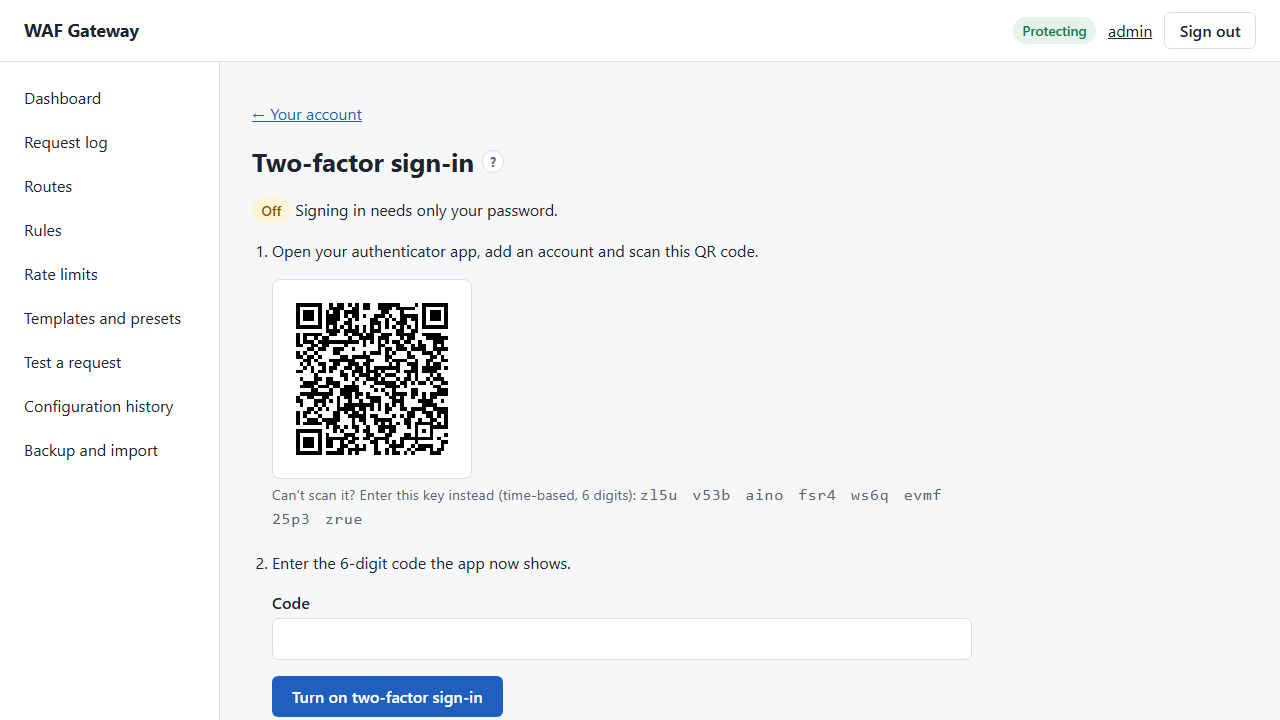 WAF Gateway
Protecting
admin
Sign out
Dashboard
Request log
Routes
Rules
Rate limits
Templates and presets
Test a request
Configuration history
Backup and import
← Your account
Two-factor sign-in ?
Off Signing in needs only your password.
1. Open your authenticator app, add an account and scan this QR code.
Can't scan it? Enter this key instead (time-based, 6 digits): zl5u v53b aino fsr4 ws6q evmf
25p3 zrue
2. Enter the 6-digit code the app now shows.
Code
Turn on two-factor sign-in